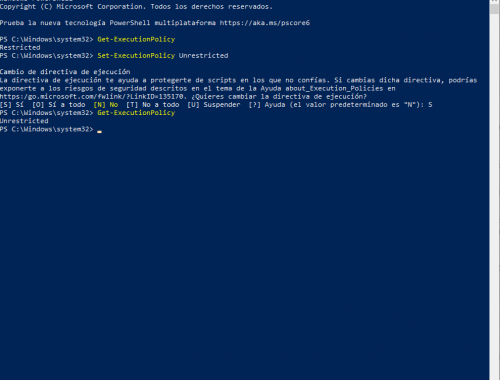 Copyright (C) Microsoft Corporation. Todos los derechos reservados.
Prueba la nueva tecnología PowerShell multiplataforma https://aka.ms/pscore6
PS C:\Windows\system32> Get-ExecutionPolicy
Restricted
PS C:\Windows\system32> Set-ExecutionPolicy Unrestricted
Cambio de directiva de ejecución
La directiva de ejecución te ayuda a protegerte de scripts en los que no confías. Si cambias dicha directiva, podrías
exponerte a los riesgos de seguridad descritos en el tema de la Ayuda about_Execution_Policies en
https:/go.microsoft.com/fwlink/?LinkID=135170. ¿Quieres cambiar la directiva de ejecución?
[S] Sí  [O] Sí a todo  [N] No  [T] No a todo  [U] Suspender  [?] Ayuda (el valor predeterminado es "N"): S
PS C:\Windows\system32> Get-ExecutionPolicy
Unrestricted
PS C:\Windows\system32> _